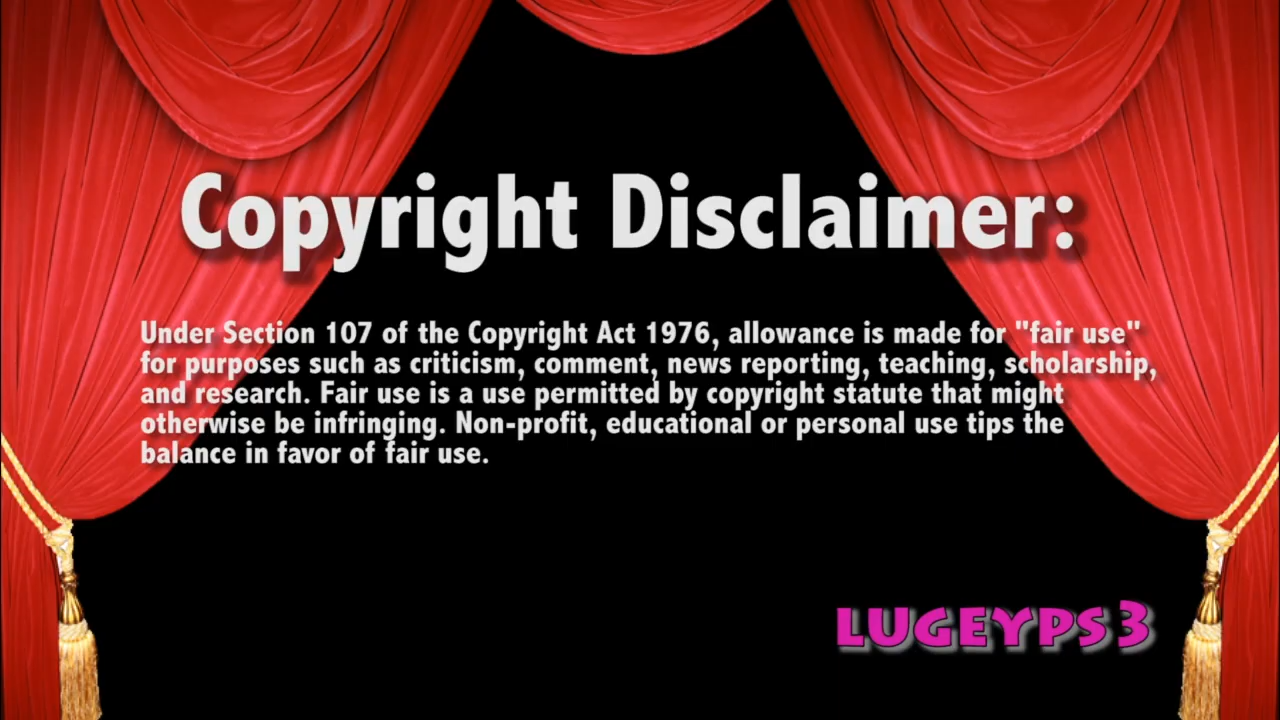 Copyright Disclaimer:
Under Section 107 of the Copyright Act 1976, allowance is made for "fair use"
for purposes such as criticism, comment, news reporting, teaching, scholarship,
and research. Fair use is a use permitted by copyright statute that might
otherwise be infringing. Non-profit, educational or personal use tips the
balance in favor of fair use.
LUGEYPS3